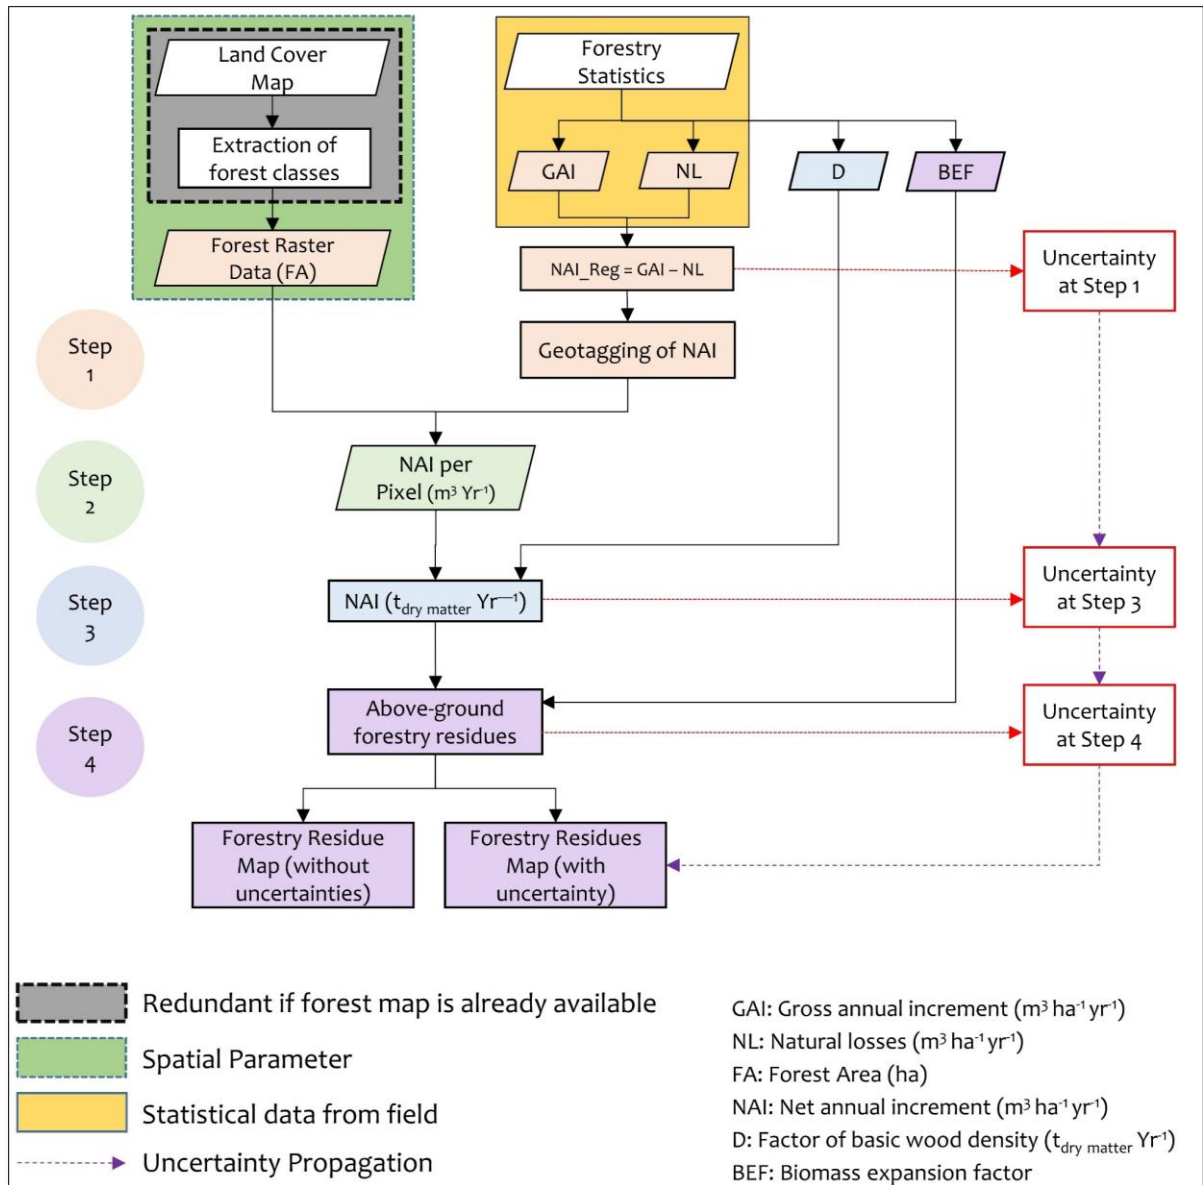 Land Cover
Map
Extraction of
forest classes
Forest Raster
Data (FA)
Forestry
Statistics
GAI
NL
D
BEF
NAI_Reg = GAI – NL
Geotagging of NAI
Uncertainty
at Step 1
Step
1
NAI per
Pixel (m³ Yr⁻¹)
Step
2
NAI (t dry matter Yr—¹)
Uncertainty
at Step 3
Step
3
Above-ground
forestry residues
Uncertainty
at Step 4
Step
4
Forestry Residue
Map (without
uncertainties)
Forestry Residues
Map (with
uncertainty)
Redundant if forest map is already available
Spatial Parameter
Statistical data from field
Uncertainty Propagation
GAI: Gross annual increment (m³ ha⁻¹ yr⁻¹)
NL: Natural losses (m³ ha⁻¹ yr⁻¹)
FA: Forest Area (ha)
NAI: Net annual increment (m³ ha⁻¹ yr⁻¹)
D: Factor of basic wood density (t dry matter Yr⁻¹)
BEF: Biomass expansion factor